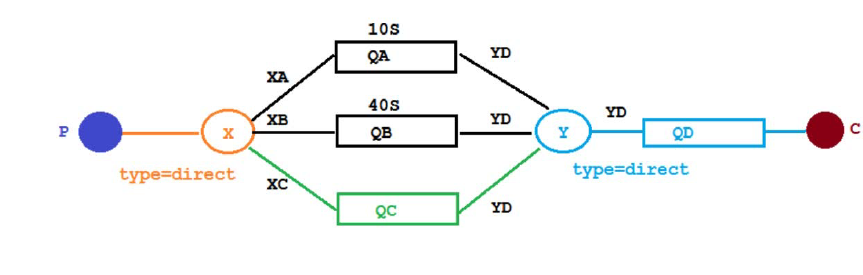 10S
QA
XA
YD
40S
P
X
XB
QB
YD
Y
YD
QD
C
type=direct
type=direct
XC
QC
YD